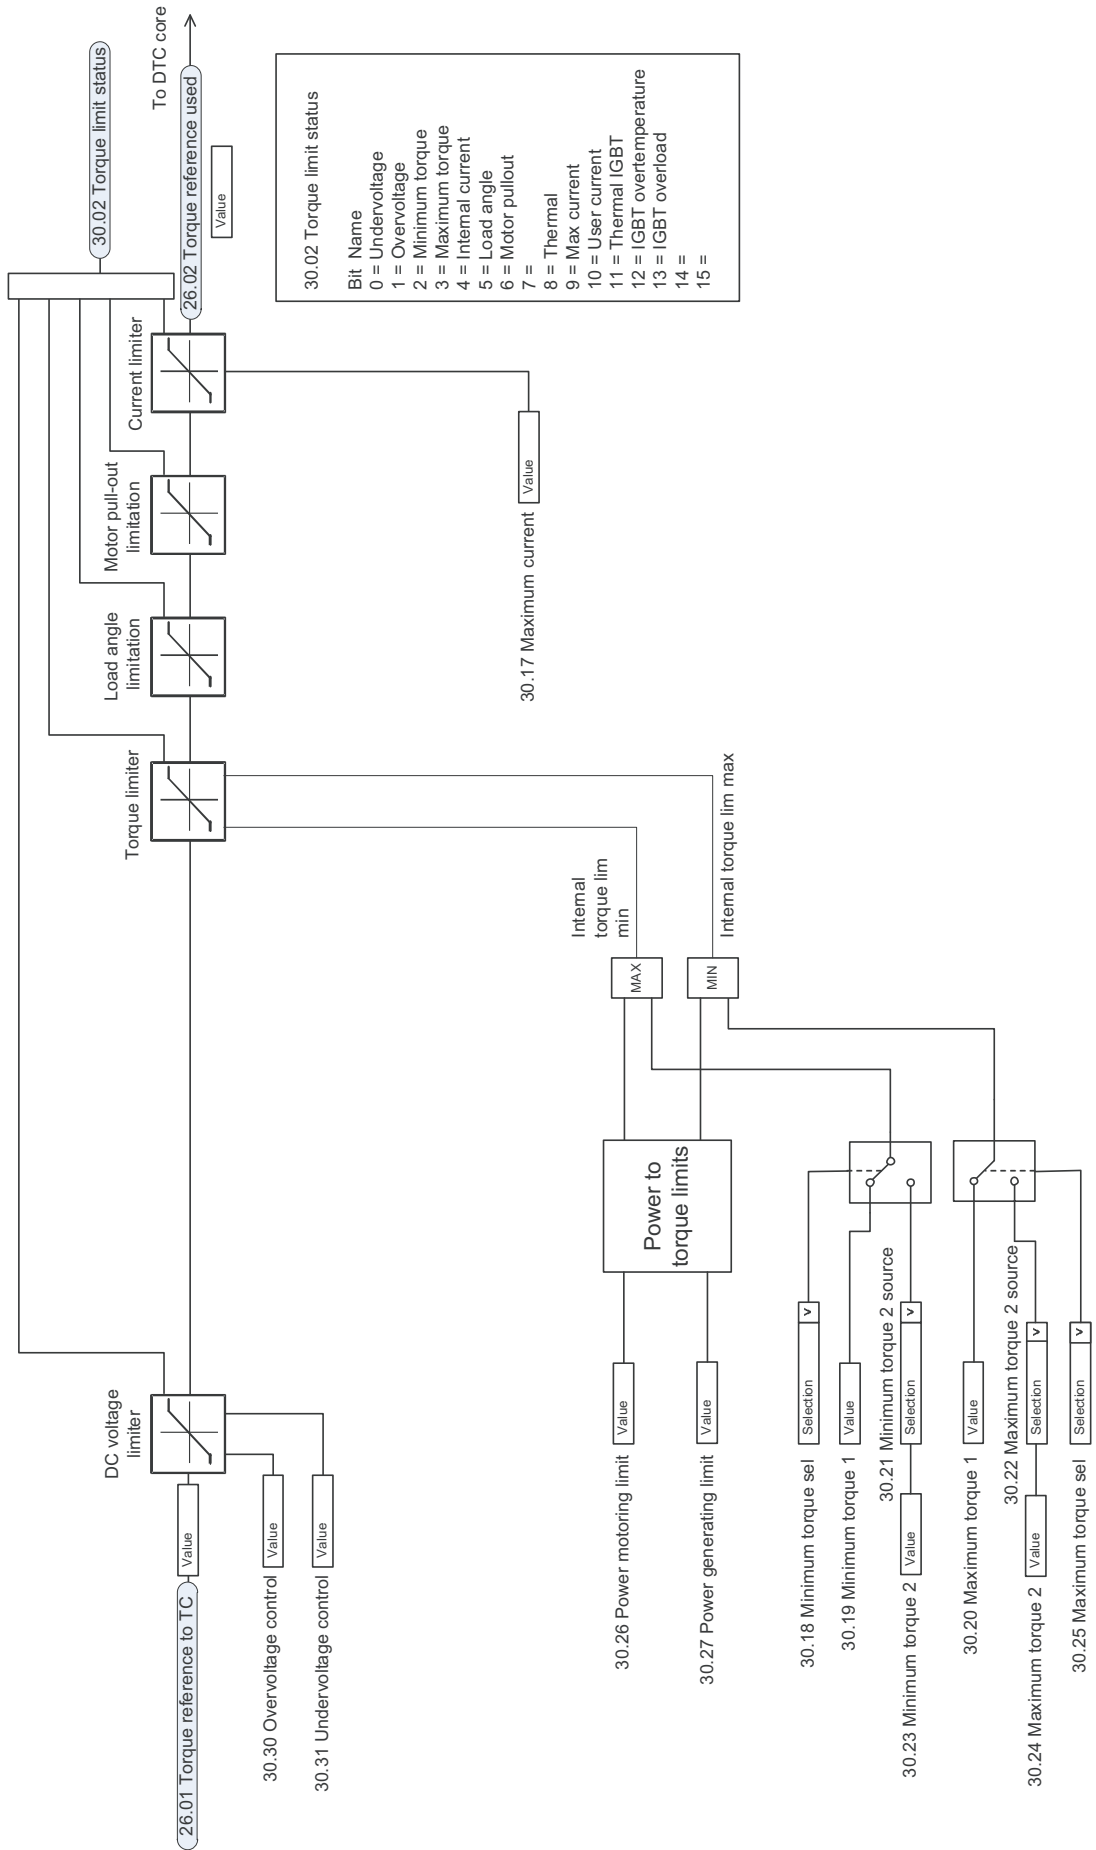 30.02 Torque limit status
To DTC core
26.02 Torque reference used
Value
Current limiter
Motor pull-out
limitation
Load angle
limitation
Torque limiter
DC voltage
limiter
Value
26.01 Torque reference to TC
30.30 Overvoltage control
Value
30.31 Undervoltage control
Value
30.02 Torque limit status
Bit Name
0 = Undervoltage
1 = Overvoltage
2 = Minimum torque
3 = Maximum torque
4 = Internal current
5 = Load angle
6 = Motor pullout
7 =
8 = Thermal
9 = Max current
10 = User current
11 = Thermal IGBT
12 = IGBT overtemperature
13 = IGBT overload
14 =
15 =
30.17 Maximum current
Value
Internal
torque lim
min
MAX
MIN
Internal torque lim max
Power to
torque limits
30.26 Power motoring limit
Value
30.27 Power generating limit
Value
30.18 Minimum torque sel
Selection
v
30.19 Minimum torque 1
Value
30.21 Minimum torque 2 source
30.23 Minimum torque 2
Value
Selection
v
30.20 Maximum torque 1
Value
30.22 Maximum torque 2 source
30.24 Maximum torque 2
Value
Selection
v
30.25 Maximum torque sel
Selection
v